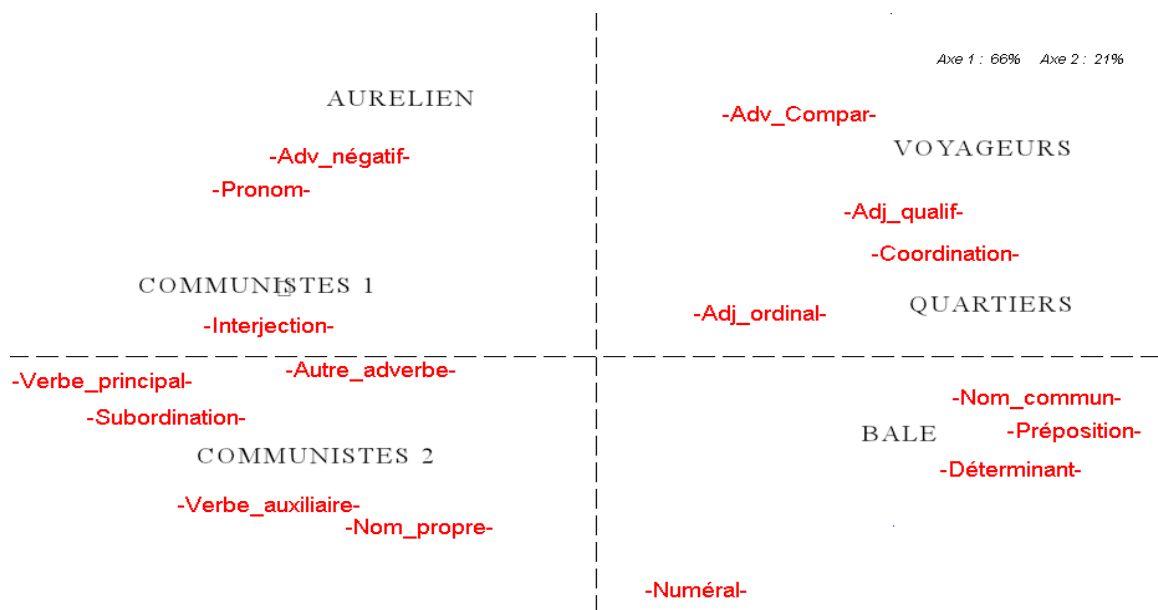 Axe 1 : 66% Axe 2 : 21%
AURELIEN
-Adv_Compar-
VOYAGEURS
-Adv_négatif-
-Pronom-
-Adj_qualif-
-Coordination-
COMMUNISTES 1
QUARTIERS
-Adj_ordinal-
-Interjection-
-Autre_adverbe-
-Verbe_principal-
-Nom_commun-
-Subordination-
BALE
-Préposition-
COMMUNISTES 2
-Déterminant-
-Verbe_auxiliaire-
-Nom_propre-
-Numéral-